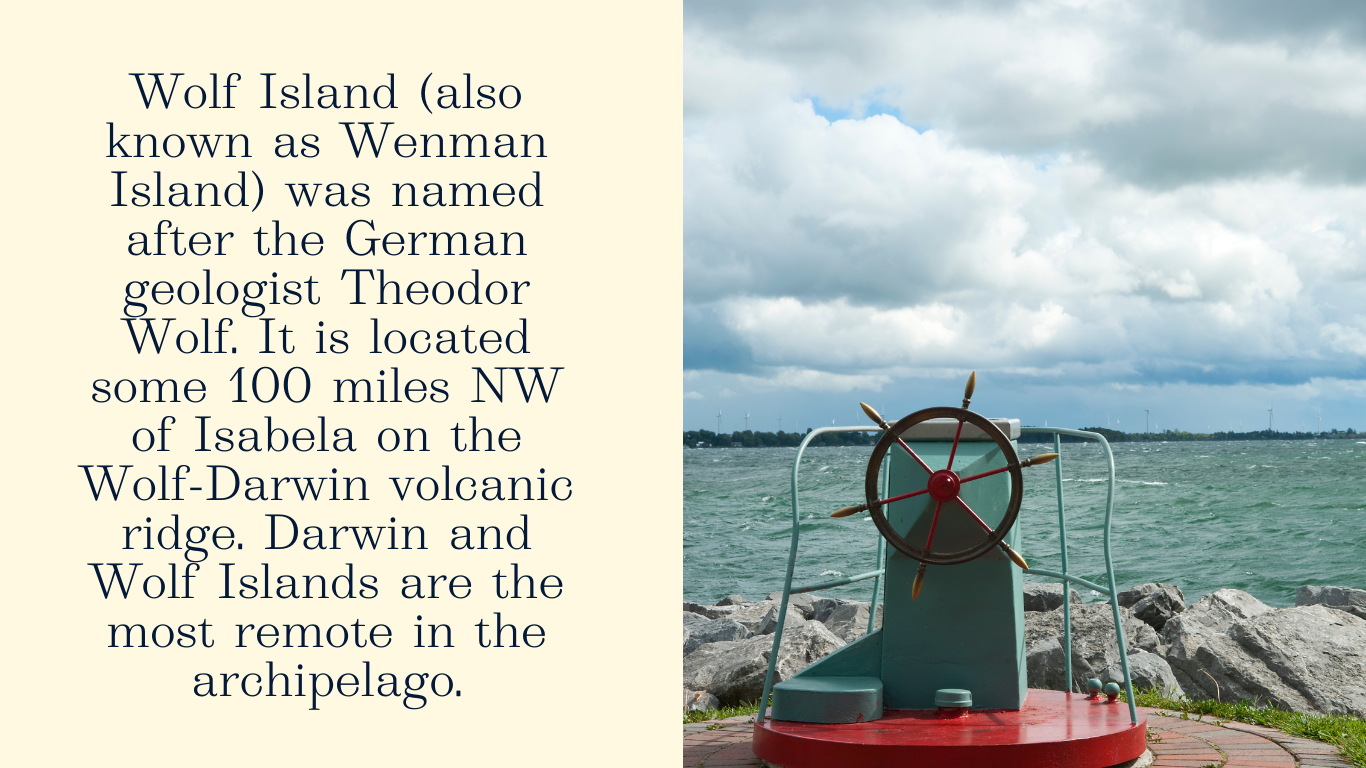 Wolf Island (also
known as Wenman
Island) was named
after the German
geologist Theodor
Wolf. It is located
some 100 miles NW
of Isabela on the
Wolf-Darwin volcanic
ridge. Darwin and
Wolf Islands are the
most remote in the
archipelago.